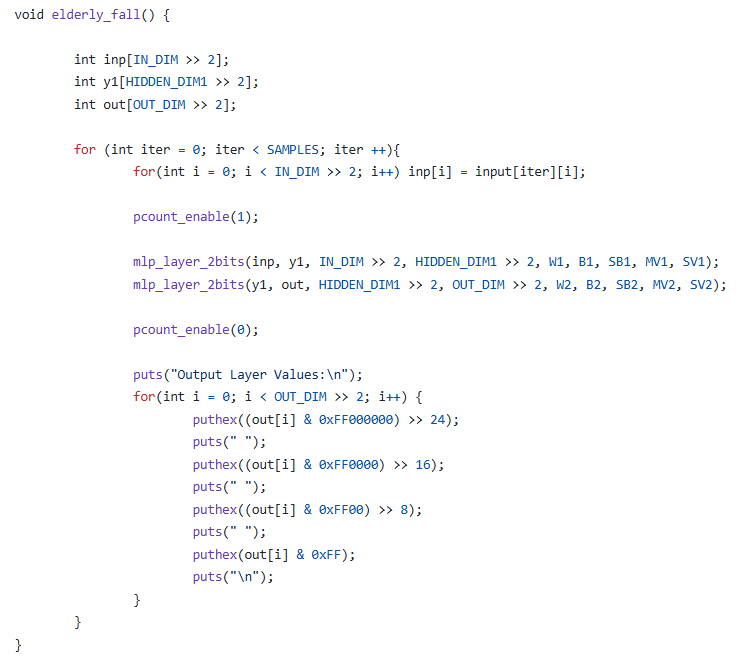 void elderly_fall() {
int inp[IN_DIM >> 2];
int y1[HIDDEN_DIM1 >> 2];
int out[OUT_DIM >> 2];
for (int iter = 0; iter < SAMPLES; iter ++){
for(int i = 0; i < IN_DIM >> 2; i++) inp[i] = input[iter][i];
pcount_enable(1);
mlp_layer_2bits(inp, y1, IN_DIM >> 2, HIDDEN_DIM1 >> 2, W1, B1, SB1, MV1, SV1);
mlp_layer_2bits(y1, out, HIDDEN_DIM1 >> 2, OUT_DIM >> 2, W2, B2, SB2, MV2, SV2);
pcount_enable(0);
puts("Output Layer Values:\n");
for(int i = 0; i < OUT_DIM >> 2; i++) {
puthex((out[i] & 0xFF000000) >> 24);
puts(" ");
puthex((out[i] & 0xFF0000) >> 16);
puts(" ");
puthex((out[i] & 0xFF00) >> 8);
puts(" ");
puthex(out[i] & 0xFF);
puts("\n");
}
}
}